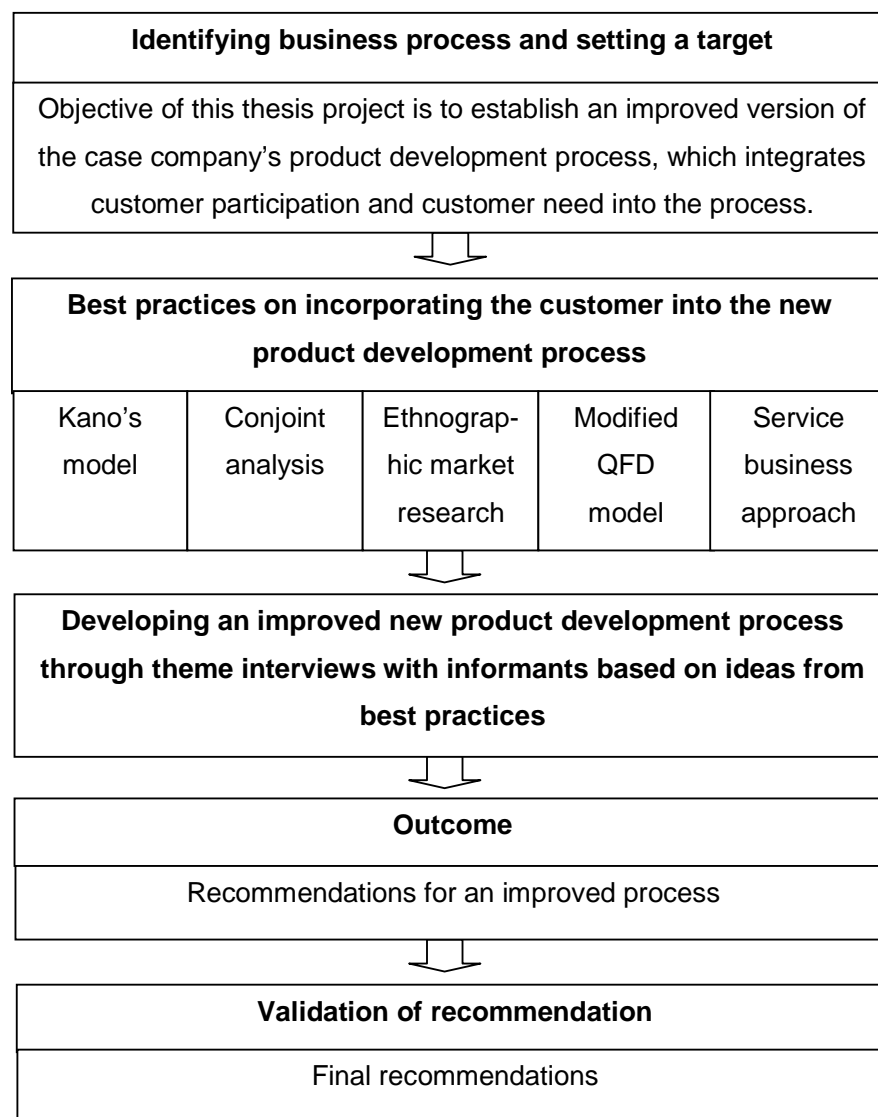 Identifying business process and setting a target
Objective of this thesis project is to establish an improved version of
the case company's product development process, which integrates
customer participation and customer need into the process.
Best practices on incorporating the customer into the new
product development process
Kano's
model
Conjoint
analysis
Ethnograp-
hic market
research
Modified
QFD
model
Service
business
approach
Developing an improved new product development process
through theme interviews with informants based on ideas from
best practices
Outcome
Recommendations for an improved process
Validation of recommendation
Final recommendations